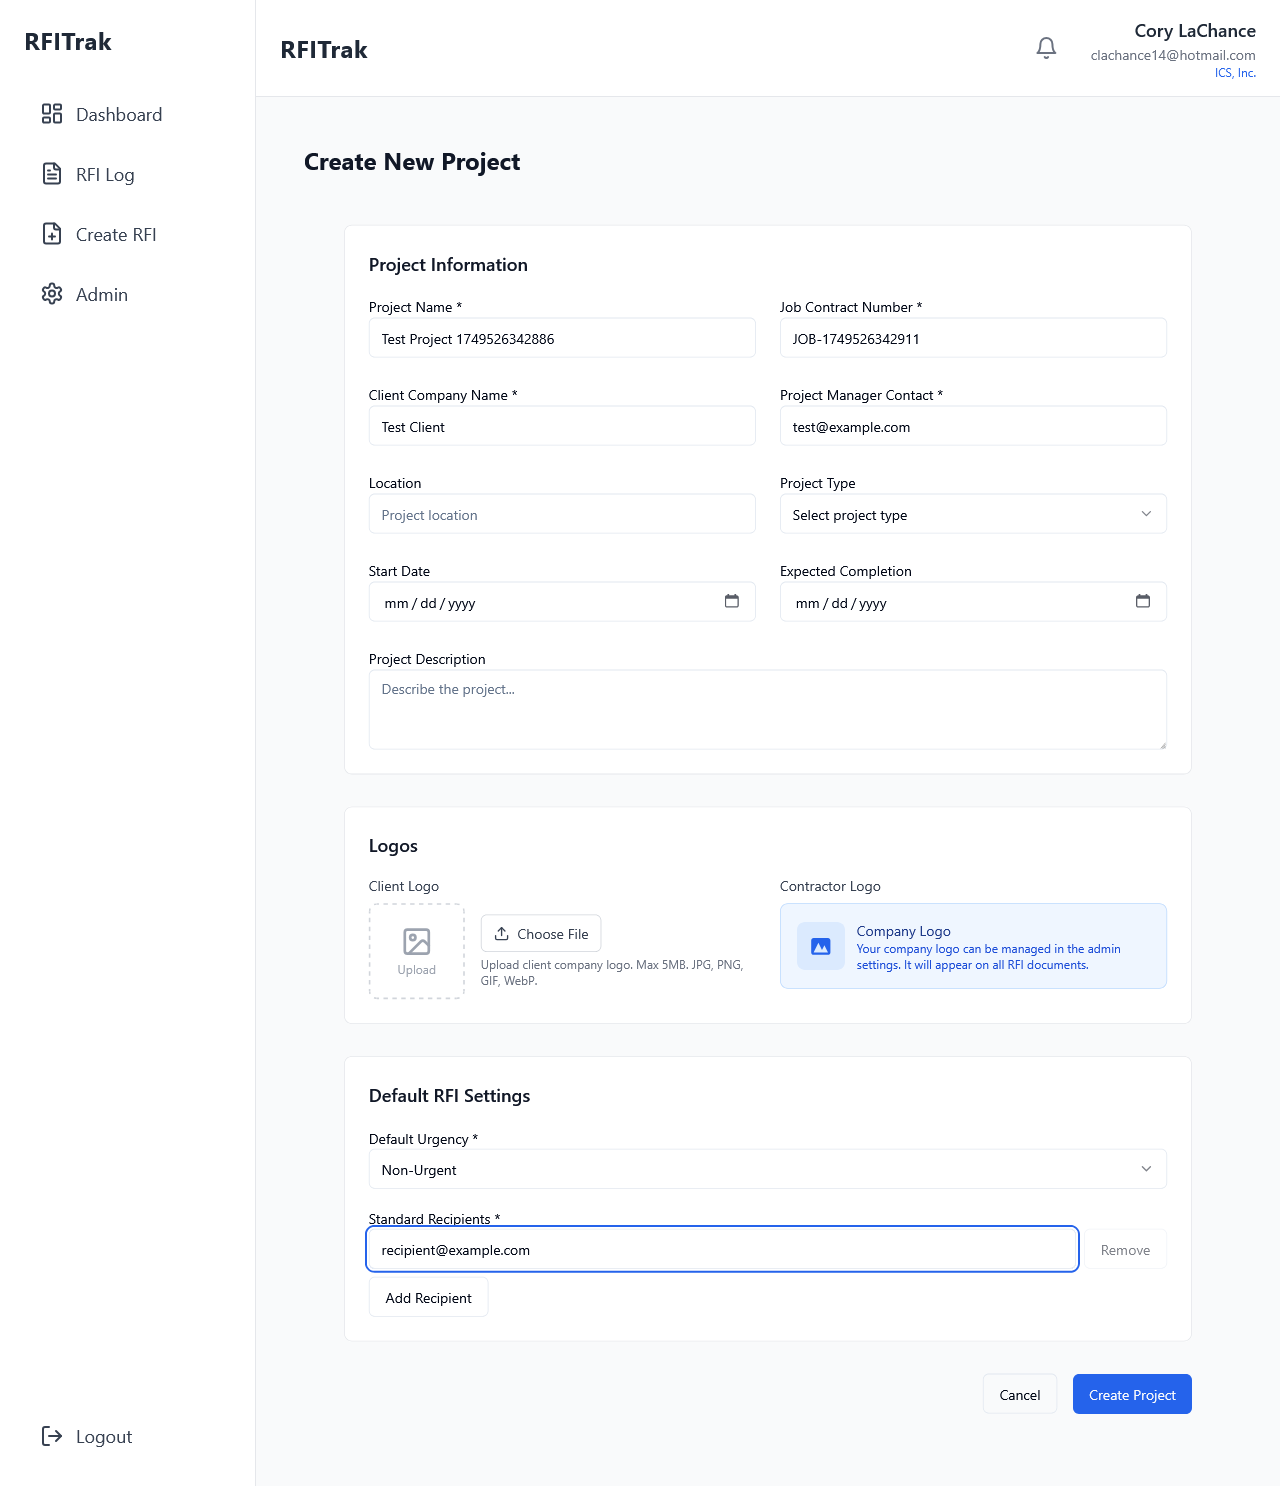 RFITrak
Dashboard
RFI Log
Create RFI
Admin
Logout
RFITrak
Cory LaChance
clachance14@hotmail.com
ICS, Inc.
Create New Project
Project Information
Project Name *
Test Project 1749526342886
Job Contract Number *
JOB-1749526342911
Client Company Name *
Test Client
Project Manager Contact *
test@example.com
Location
Project location
Project Type
Select project type
Start Date
mm / dd / yyyy
Expected Completion
mm / dd / yyyy
Project Description
Describe the project...
Logos
Client Logo
Upload
Choose File
Upload client company logo. Max 5MB. JPG, PNG,
GIF, WebP.
Contractor Logo
Company Logo
Your company logo can be managed in the admin
settings. It will appear on all RFI documents.
Default RFI Settings
Default Urgency *
Non-Urgent
Standard Recipients *
recipient@example.com
Remove
Add Recipient
Cancel
Create Project